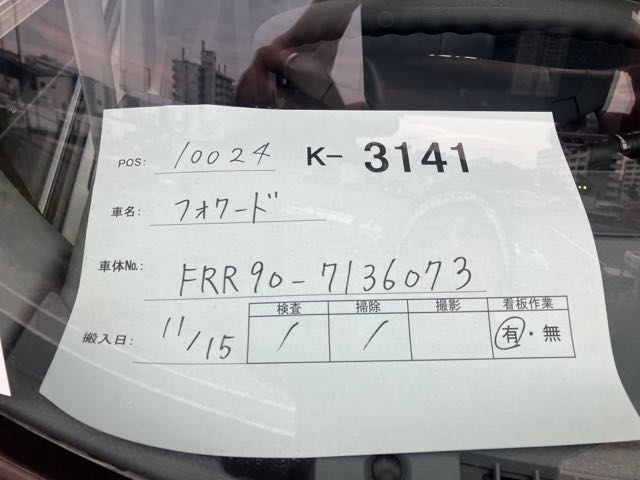 POS: 10024 K- 3141
車名: フォワード
車体No.: FRR90-7136073
検査 掃除 撮影 看板作業
搬入日: 11/15 / / 有・無